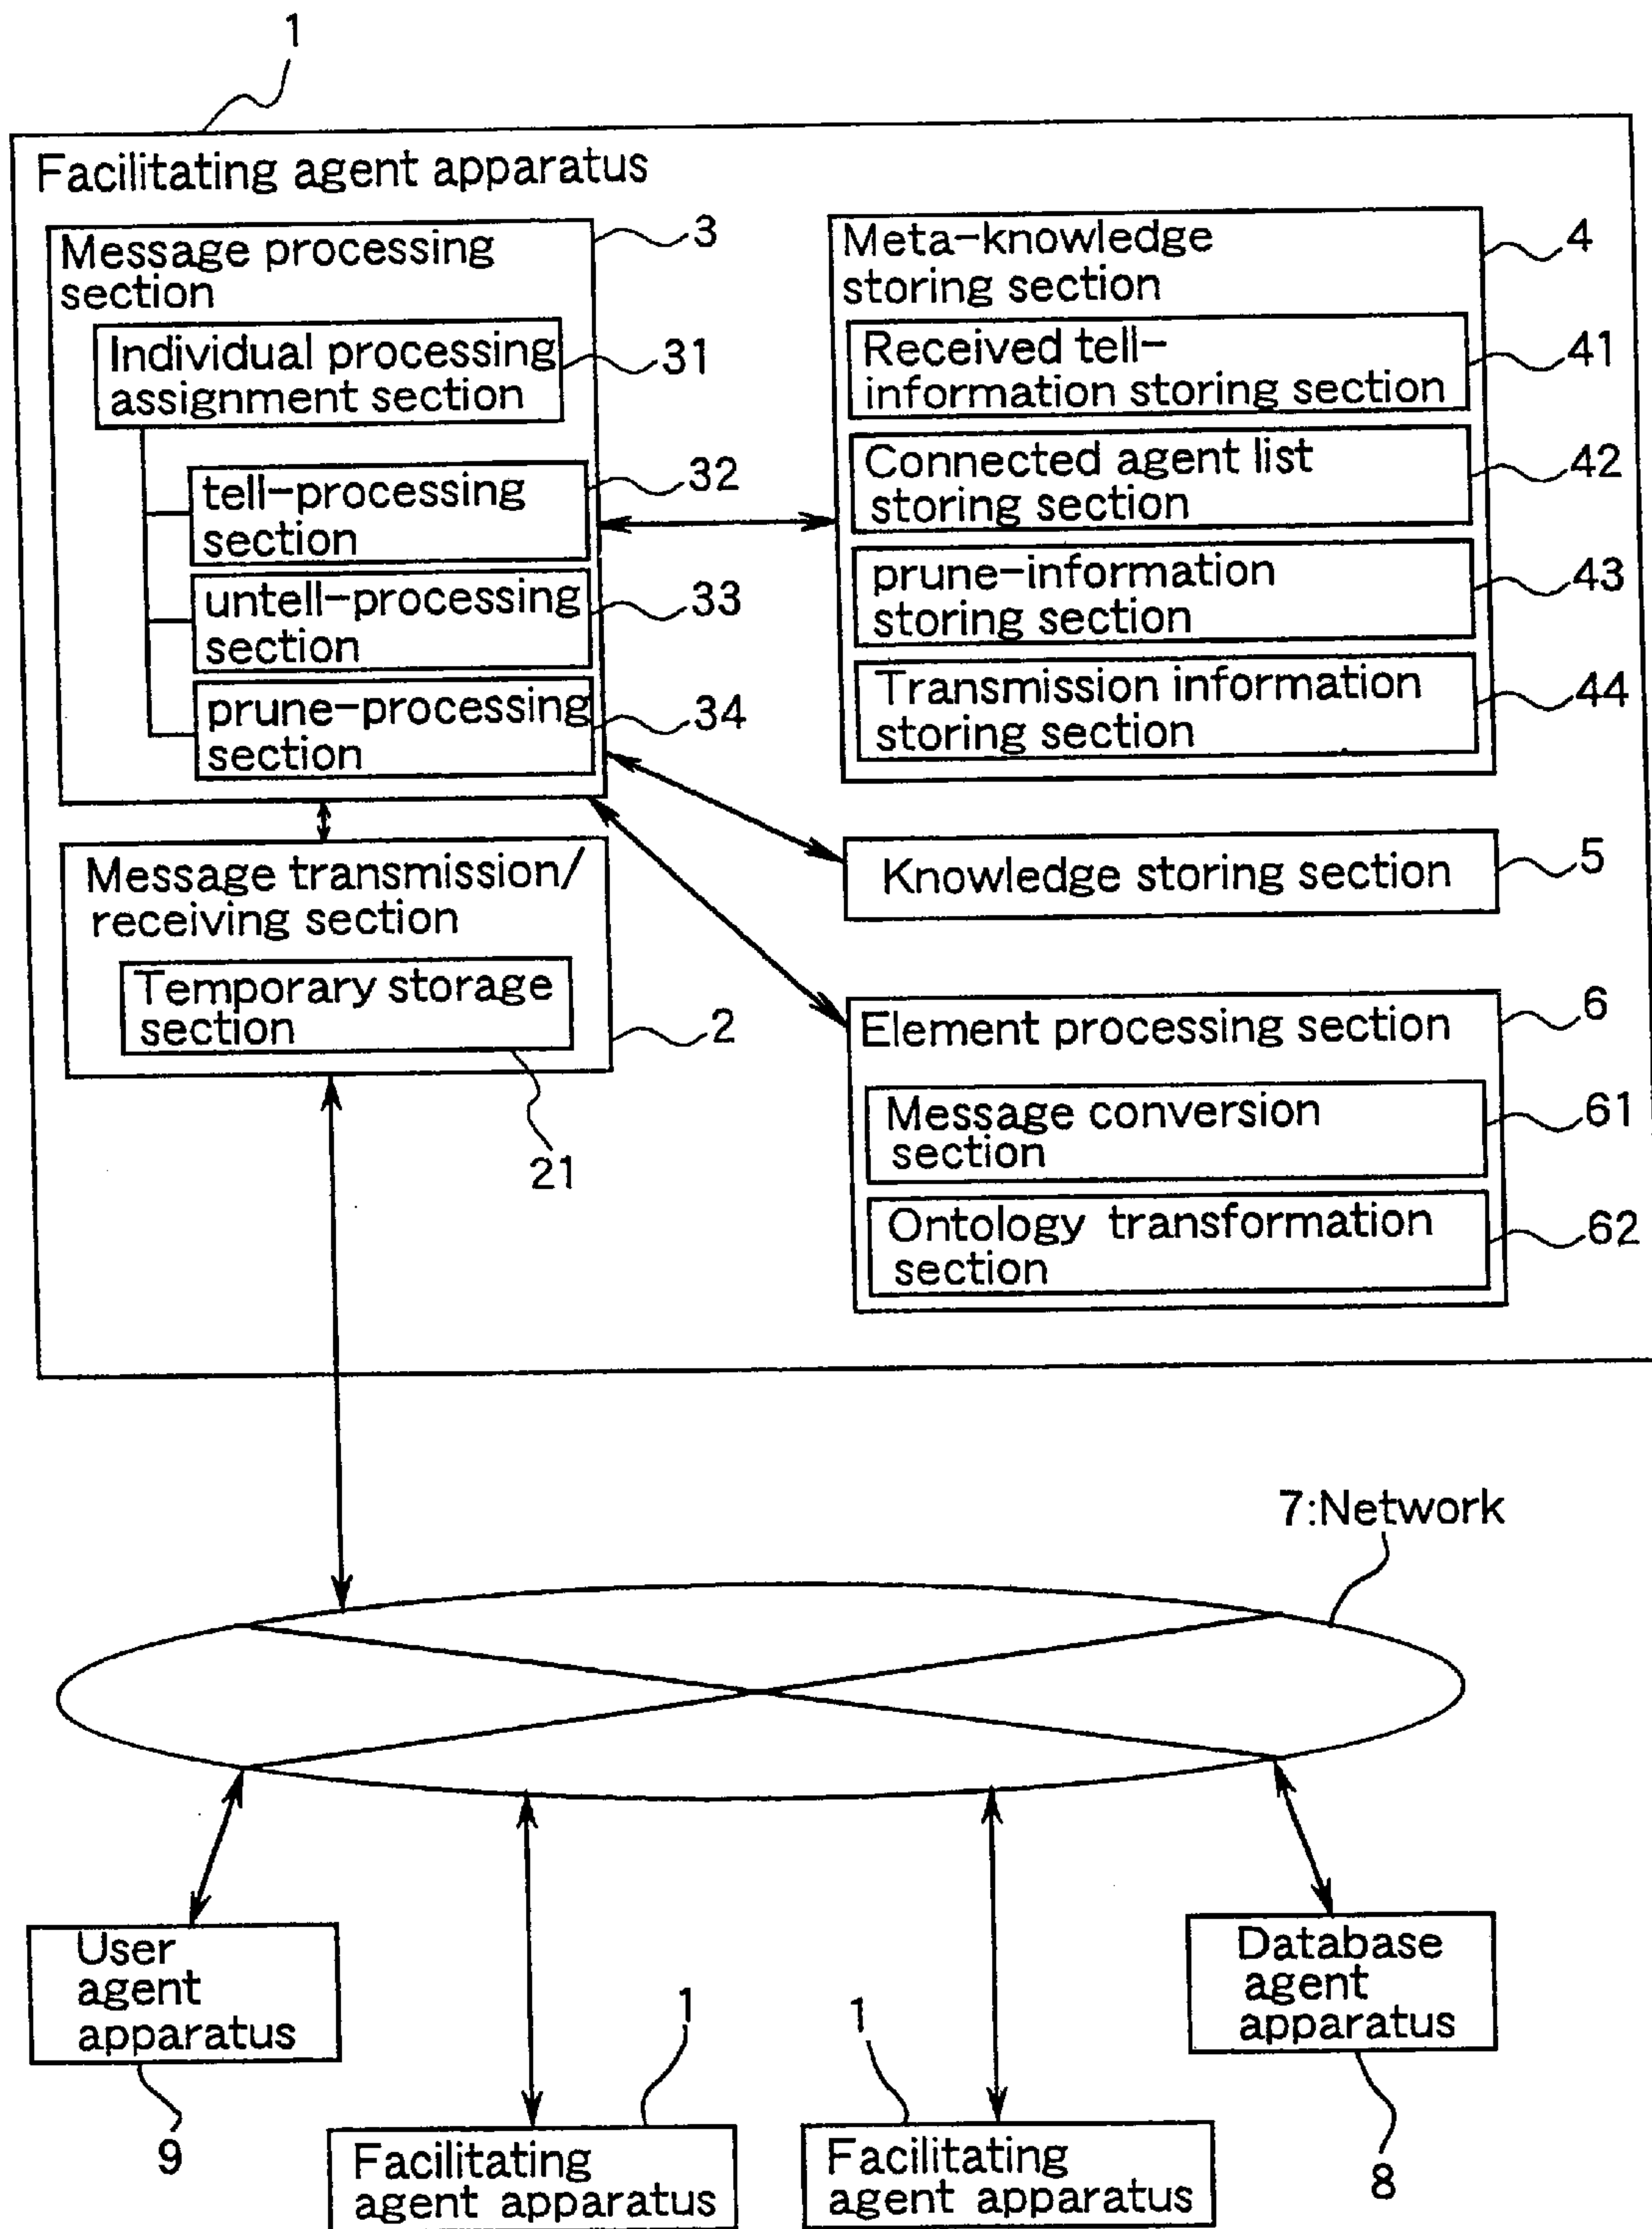 1
Facilitating agent apparatus
Message processing
section
3
Individual processing
assignment section
31
tell-processing
section
32
untell-processing
section
33
prune-processing
section
34
Meta-knowledge
storing section
4
Received tell-
information storing section
41
Connected agent list
storing section
42
prune-information
storing section
43
Transmission information
storing section
44
Message transmission/
receiving section
Temporary storage
section
2
21
Knowledge storing section
5
Element processing section
6
Message conversion
section
61
Ontology transformation
section
62
7:Network
User
agent
apparatus
9
1
Facilitating
agent apparatus
1
Facilitating
agent apparatus
Database
agent
apparatus
8